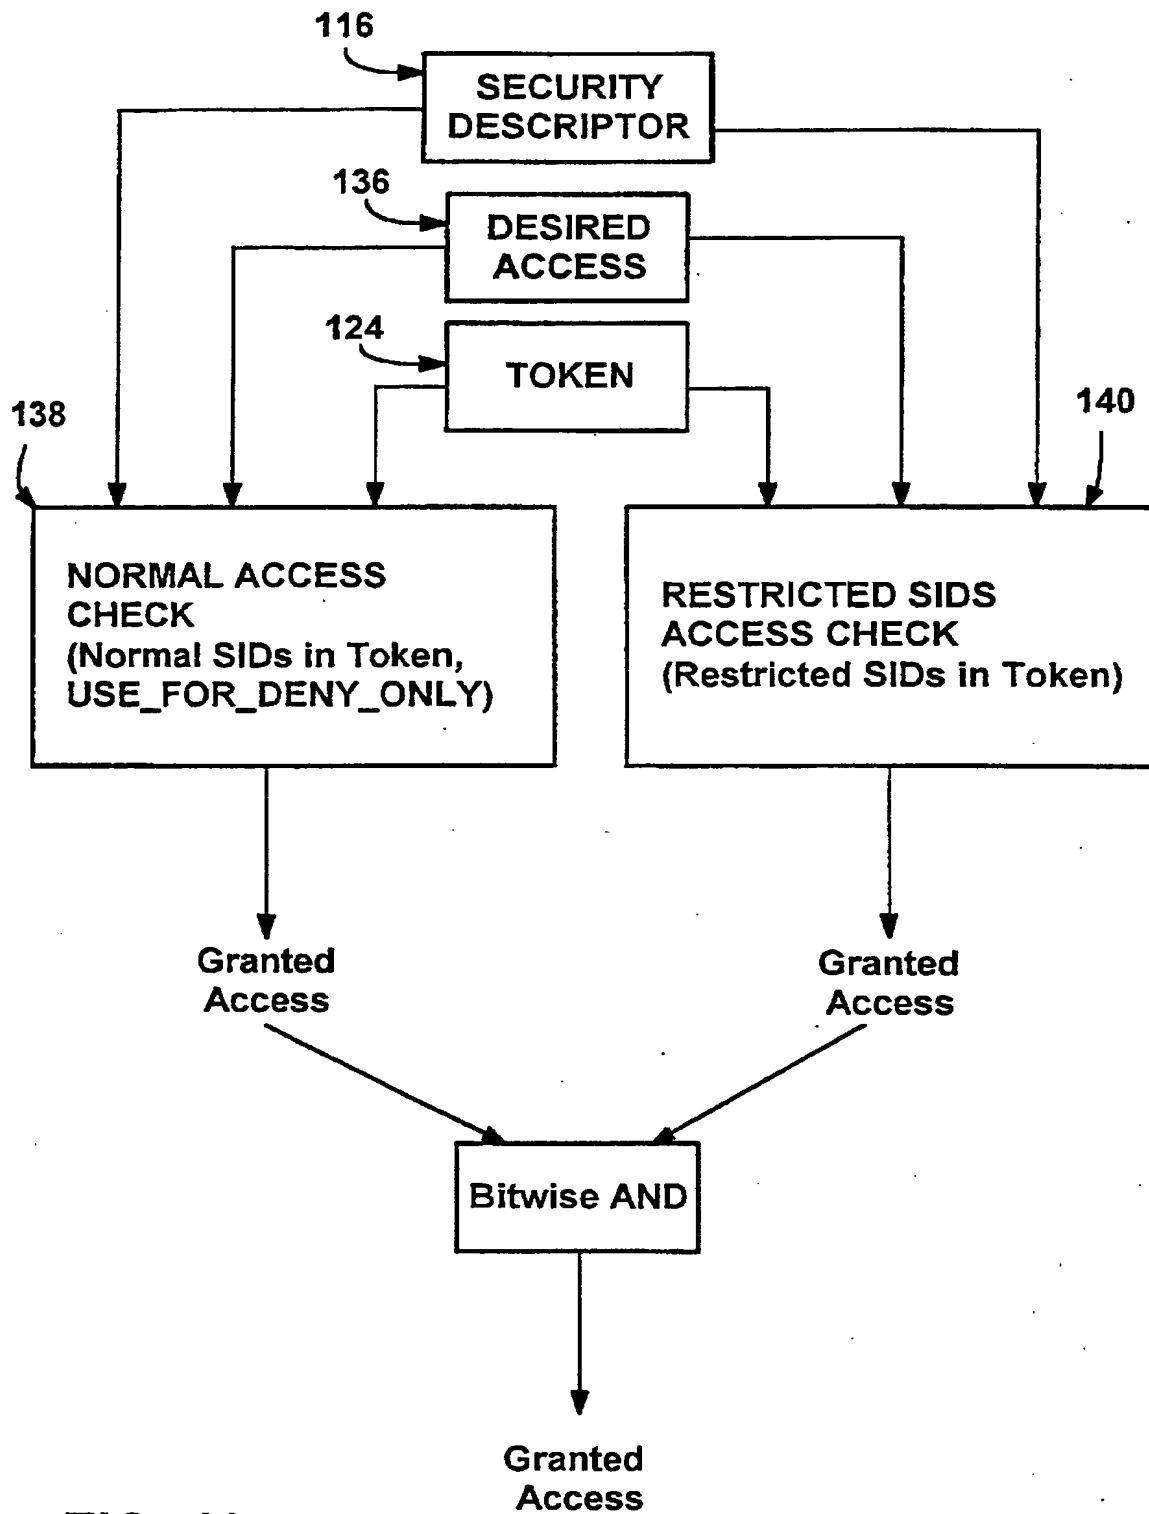 116
SECURITY
DESCRIPTOR
136
DESIRED
ACCESS
124
TOKEN
138
140
NORMAL ACCESS
CHECK
(Normal SIDs in Token,
USE_FOR_DENY_ONLY)
RESTRICTED SIDS
ACCESS CHECK
(Restricted SIDs in Token)
Granted
Access
Granted
Access
Bitwise AND
Granted
Access